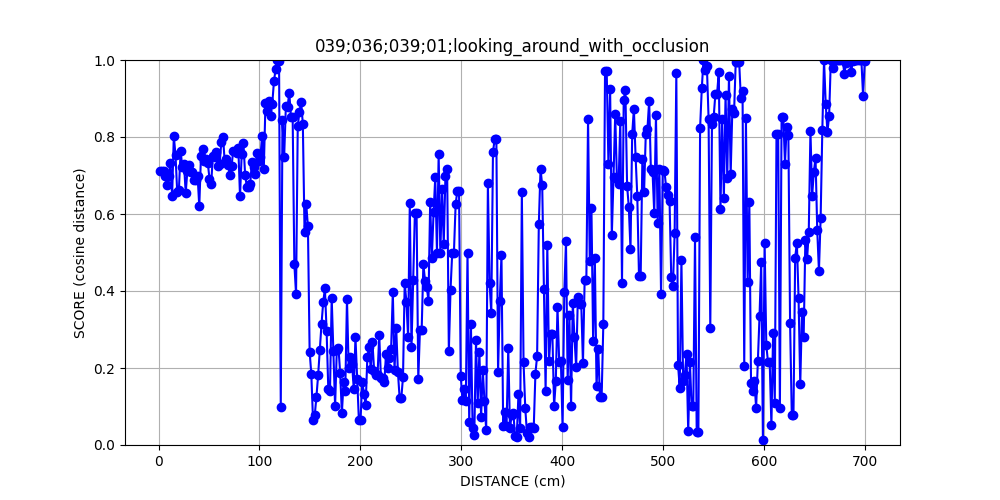 039;036;039;01;looking_around_with_occlusion
1.0
0.8
0.6
0.4
0.2
0.0
SCORE (cosine distance)
0 100 200 300 400 500 600 700
DISTANCE (cm)